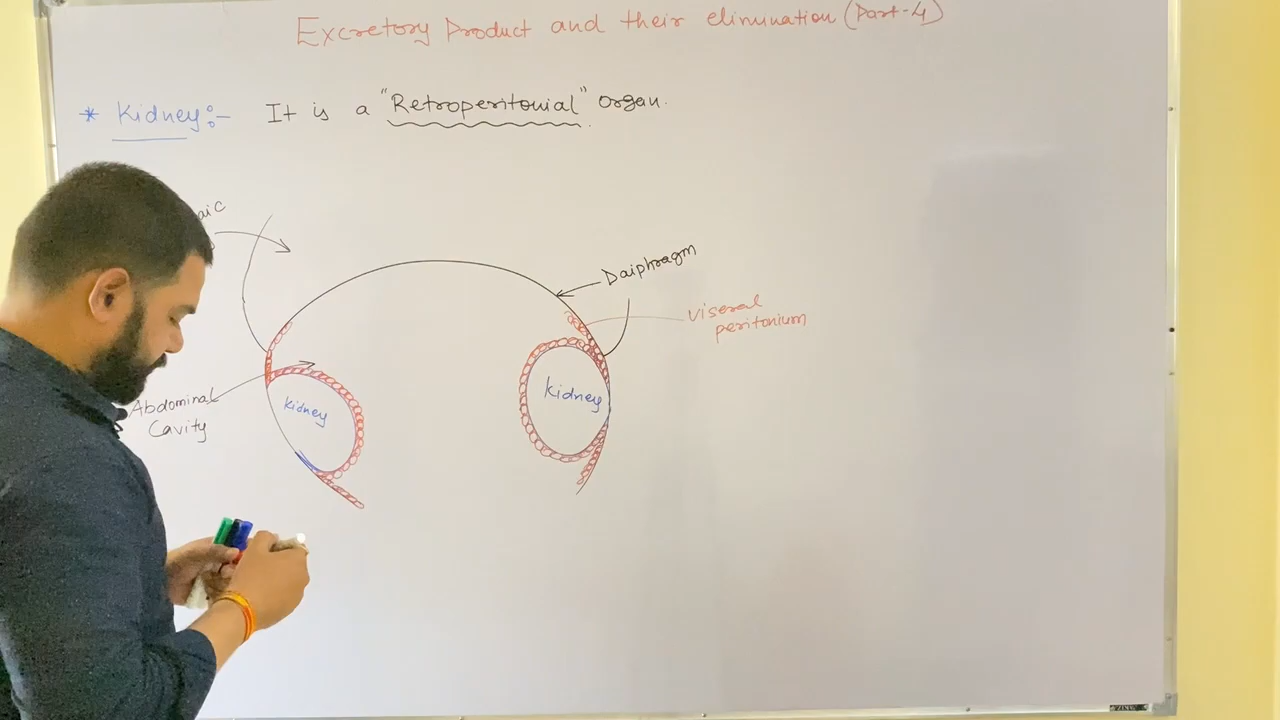 Excretory Product and their elimination (Part-4)
* Kidney:- It is a "Retroperitonial" organ.
Daiphragm
viseral
peritonium
Kidney
Kidney
Abdominal
Cavity